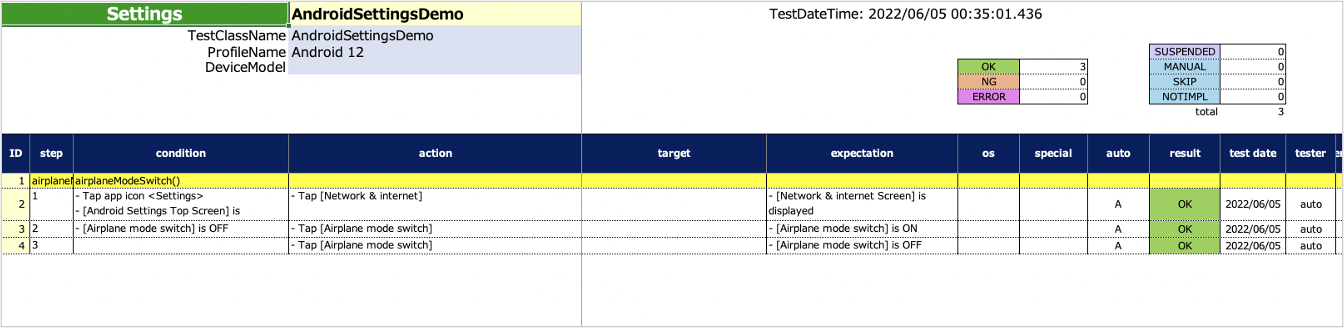 Settings AndroidSettingsDemo TestDateTime: 2022/06/05 00:35:01.436
TestClassName AndroidSettingsDemo
ProfileName Android 12
DeviceModel
SUSPENDED 0
OK 3 MANUAL 0
NG 0 SKIP 0
ERROR 0 NOTIMPL 0
total 3
ID step condition action target expectation os special auto result test date tester
1 airplaneModeSwitch()
2 1 - Tap app icon <Settings> - Tap [Network & internet] - [Network & internet Screen] is A OK 2022/06/05 auto
- [Android Settings Top Screen] is displayed
3 2 - [Airplane mode switch] is OFF - Tap [Airplane mode switch] - [Airplane mode switch] is ON A OK 2022/06/05 auto
4 3 - Tap [Airplane mode switch] - [Airplane mode switch] is OFF A OK 2022/06/05 auto